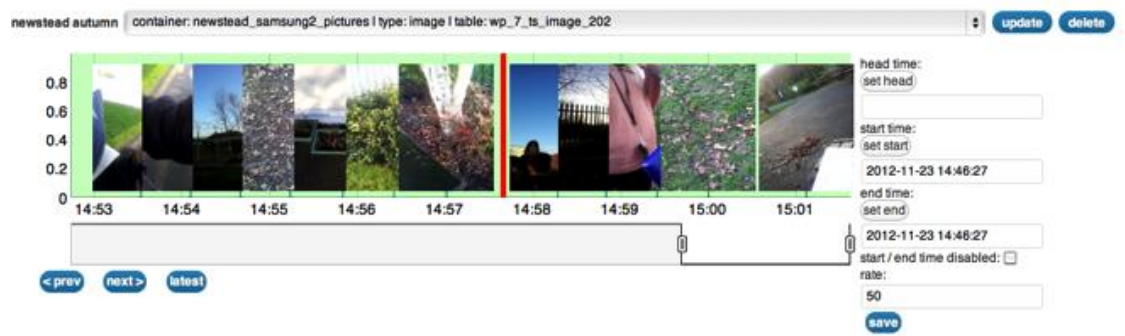 newstead autumn container: newstead_samsung2_pictures | type: image | table: wp_7_ts_image_202 update delete
0.8
0.6
0.4
0.2
0
14:53 14:54 14:55 14:56 14:57 14:58 14:59 15:00 15:01
< prev next > latest
head time:
set head
start time:
set start
2012-11-23 14:46:27
end time:
set end
2012-11-23 14:46:27
start / end time disabled:
rate:
50
save